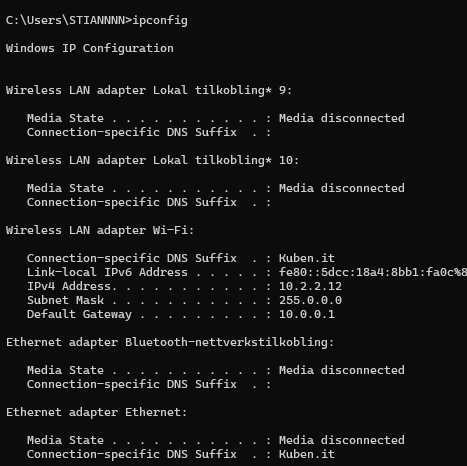 C:\Users\STIANNNN>ipconfig
Windows IP Configuration
Wireless LAN adapter Lokal tilkobling* 9:
Media State . . . . . . . . . . . : Media disconnected
Connection-specific DNS Suffix  . :
Wireless LAN adapter Lokal tilkobling* 10:
Media State . . . . . . . . . . . : Media disconnected
Connection-specific DNS Suffix  . :
Wireless LAN adapter Wi-Fi:
Connection-specific DNS Suffix  . : Kuben.it
Link-local IPv6 Address . . . . . : fe80::5dcc:18a4:8bb1:fa0c%8
IPv4 Address. . . . . . . . . . . : 10.2.2.12
Subnet Mask . . . . . . . . . . . : 255.0.0.0
Default Gateway . . . . . . . . . : 10.0.0.1
Ethernet adapter Bluetooth-nettverkstilkobling:
Media State . . . . . . . . . . . : Media disconnected
Connection-specific DNS Suffix  . :
Ethernet adapter Ethernet:
Media State . . . . . . . . . . . : Media disconnected
Connection-specific DNS Suffix  . : Kuben.it